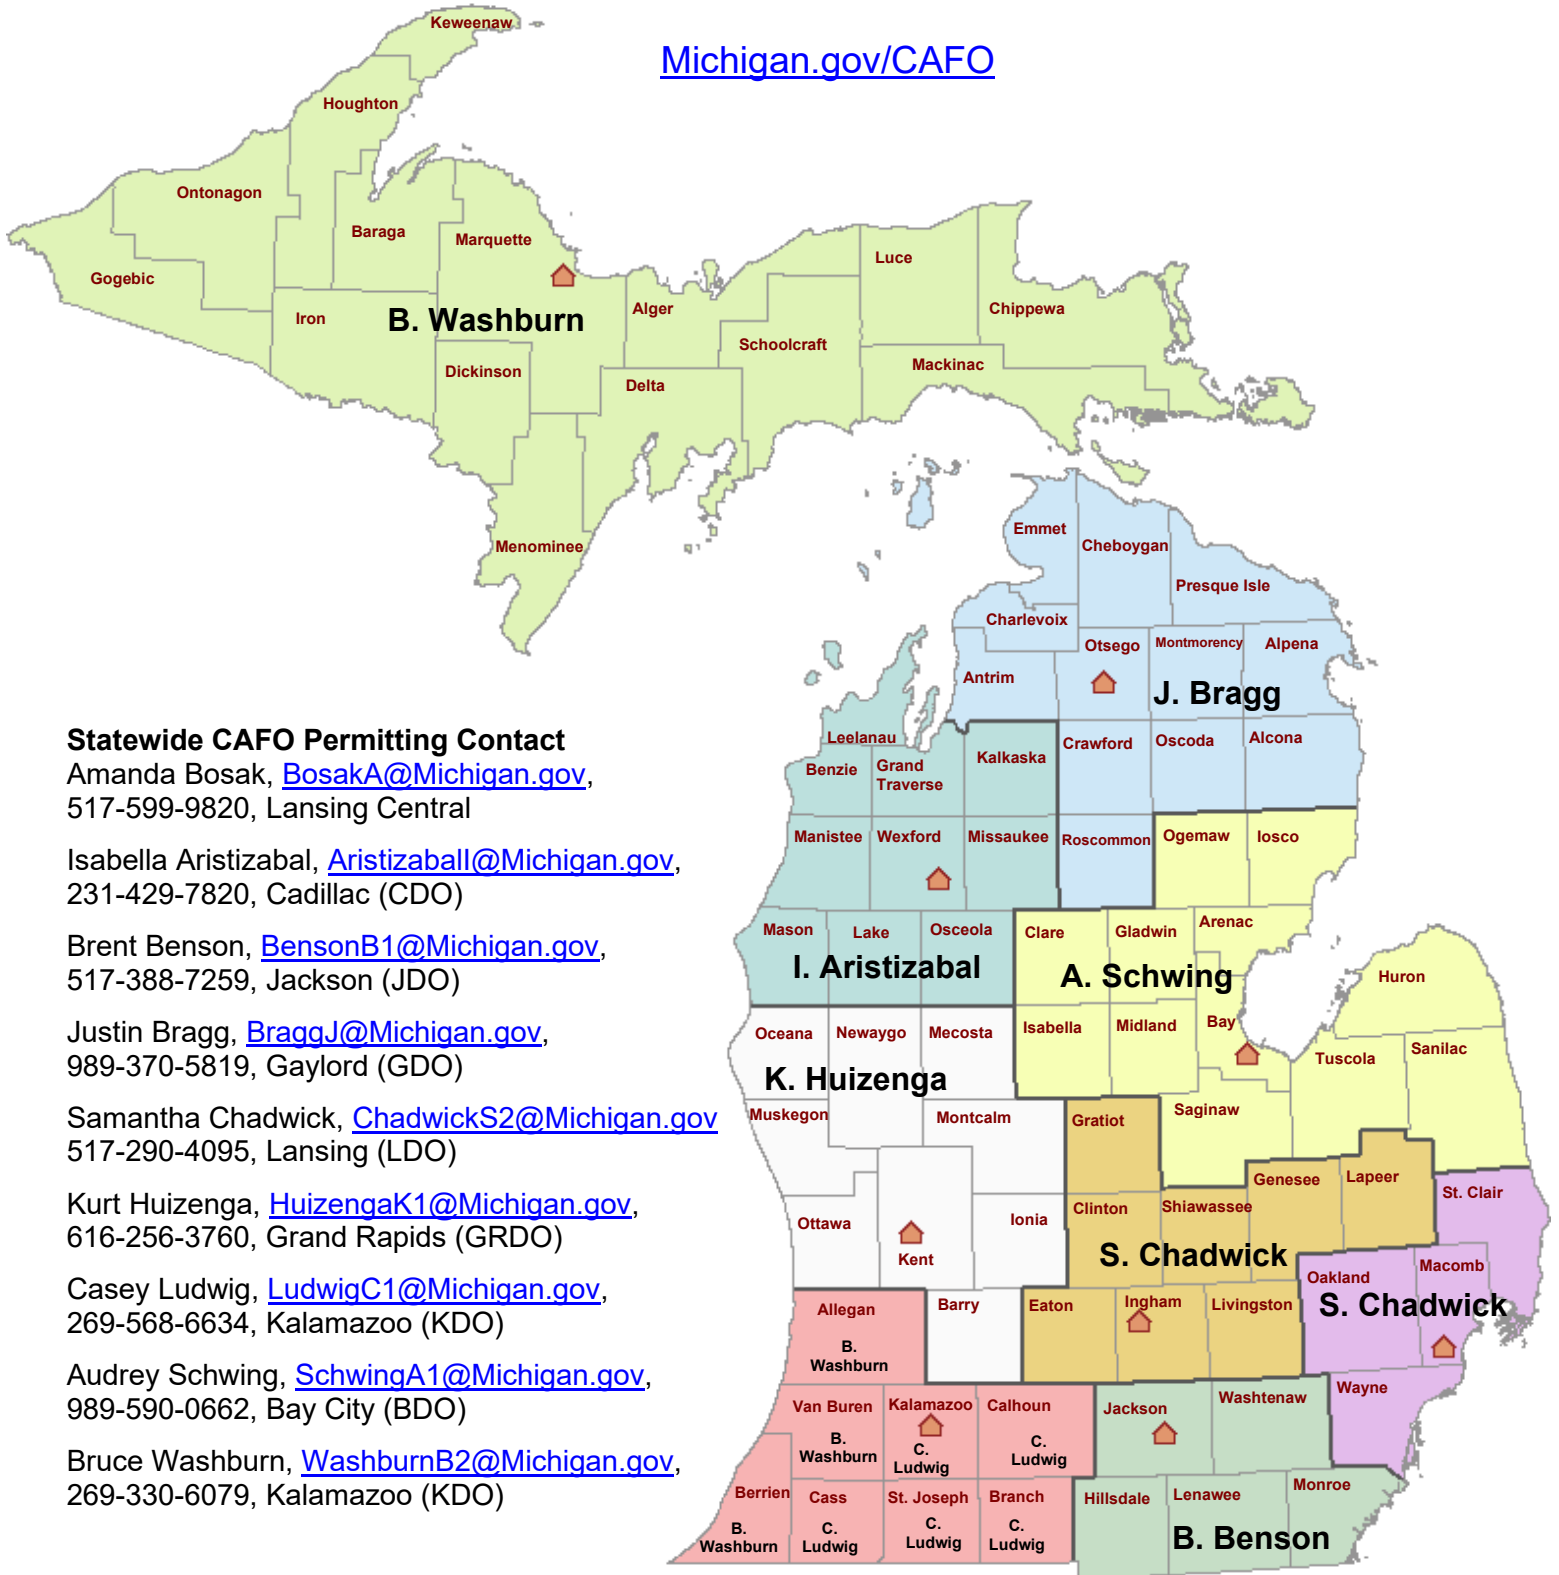 Michigan.gov/CAFO
Keweenaw
Houghton
Ontonagon
Baraga
Marquette
Gogebic
Iron
B. Washburn
Alger
Luce
Chippewa
Schoolcraft
Mackinac
Dickinson
Delta
Menominee
Emmet
Cheboygan
Presque Isle
Charlevoix
Otsego
Montmorency
Alpena
Antrim
J. Bragg
Crawford
Oscoda
Alcona
Roscommon
Leelanau
Benzie
Grand
Traverse
Kalkaska
Manistee
Wexford
Missaukee
Mason
Lake
Osceola
I. Aristizabal
Ogemaw
Iosco
Clare
Gladwin
Arenac
A. Schwing
Isabella
Midland
Bay
Huron
Tuscola
Sanilac
Saginaw
Oceana
Newaygo
Mecosta
K. Huizenga
Muskegon
Montcalm
Ottawa
Kent
Ionia
Barry
Gratiot
Clinton
Shiawassee
Genesee
Lapeer
S. Chadwick
Eaton
Ingham
Livingston
St. Clair
Oakland
Macomb
S. Chadwick
Wayne
Allegan
B.
Washburn
Van Buren
B.
Washburn
Kalamazoo
C.
Ludwig
Calhoun
C.
Ludwig
Berrien
B.
Washburn
Cass
C.
Ludwig
St. Joseph
C.
Ludwig
Branch
C.
Ludwig
Jackson
Washtenaw
Hillsdale
Lenawee
Monroe
B. Benson
Statewide CAFO Permitting Contact
Amanda Bosak, BosakA@Michigan.gov,
517-599-9820, Lansing Central
Isabella Aristizabal, AristizabalI@Michigan.gov,
231-429-7820, Cadillac (CDO)
Brent Benson, BensonB1@Michigan.gov,
517-388-7259, Jackson (JDO)
Justin Bragg, BraggJ@Michigan.gov,
989-370-5819, Gaylord (GDO)
Samantha Chadwick, ChadwickS2@Michigan.gov
517-290-4095, Lansing (LDO)
Kurt Huizenga, HuizengaK1@Michigan.gov,
616-256-3760, Grand Rapids (GRDO)
Casey Ludwig, LudwigC1@Michigan.gov,
269-568-6634, Kalamazoo (KDO)
Audrey Schwing, SchwingA1@Michigan.gov,
989-590-0662, Bay City (BDO)
Bruce Washburn, WashburnB2@Michigan.gov,
269-330-6079, Kalamazoo (KDO)